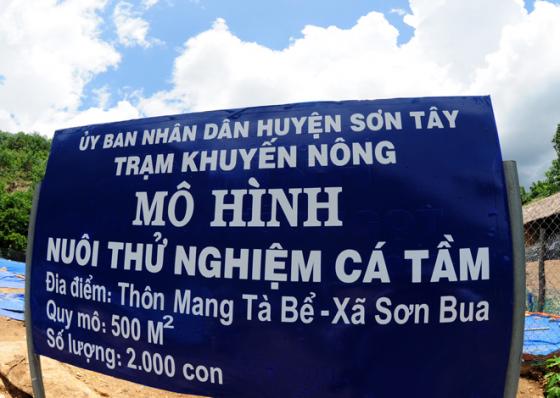 ỦY BAN NHÂN DÂN HUYỆN SƠN TÂY
TRẠM KHUYẾN NÔNG
MÔ HÌNH
NUÔI THỬ NGHIỆM CÁ TẦM
Đia điểm: Thôn Mang Tà Bể -Xã Sơn Bua
Quy mô: 500 M²
Số lượng: 2.000 con